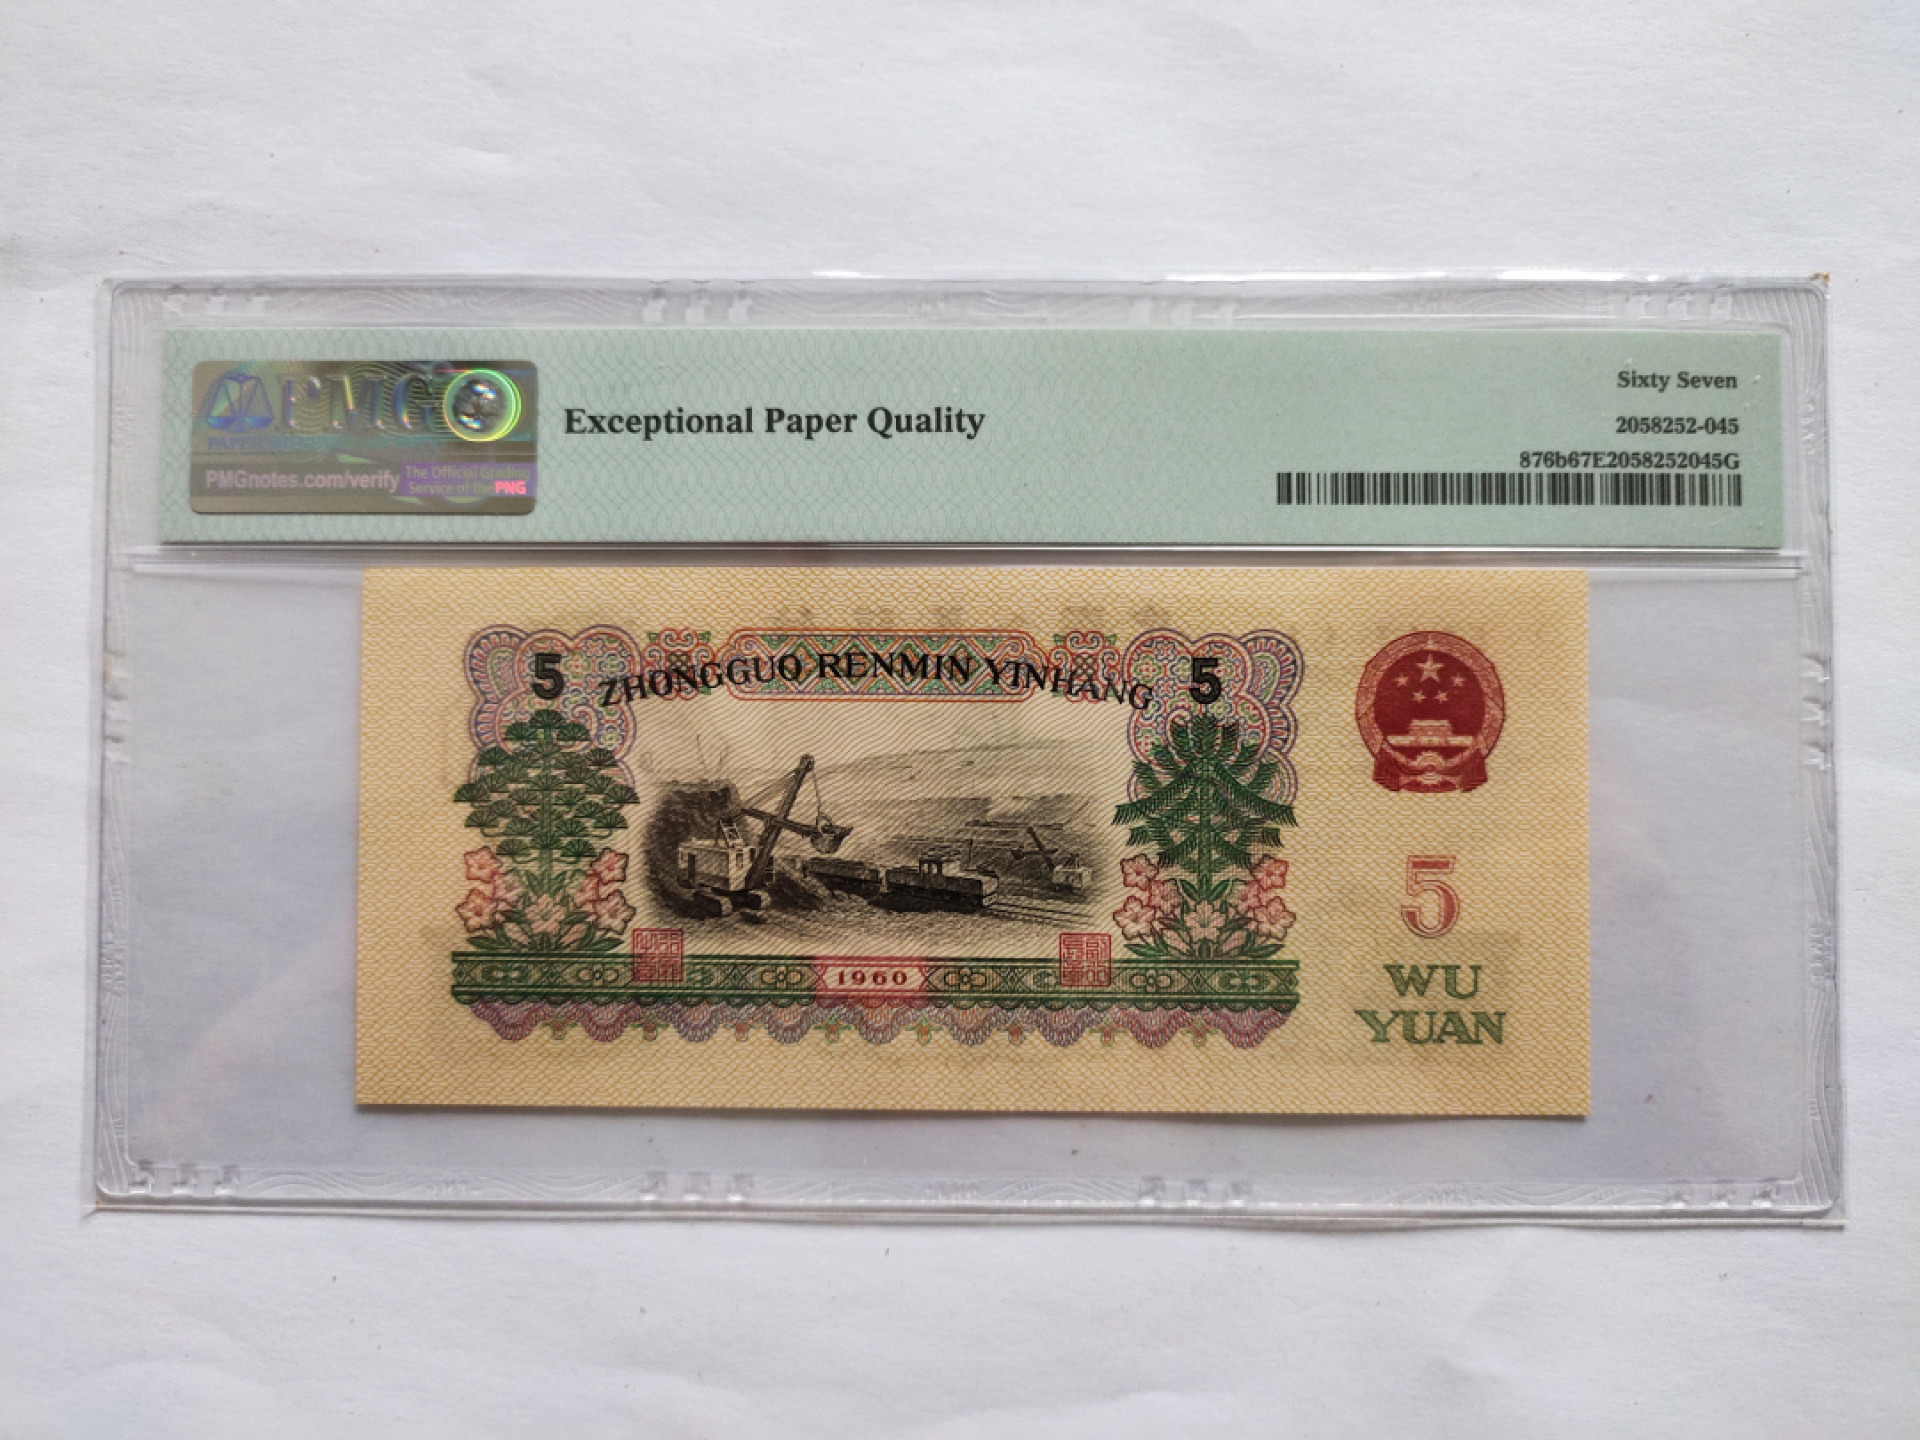 PMG
PMGnotes.com/verify
The Official Grading
Service of the PNG
Exceptional Paper Quality
Sixty Seven
2058252-045
876b67E2058252045G
5 ZHONGGUO RENMIN YINHANG 5
1960
5
WU
YUAN